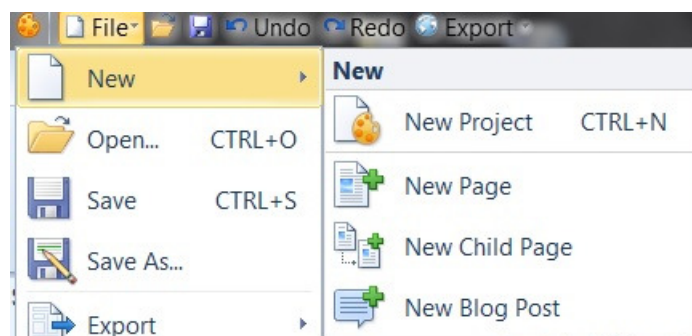 File Undo Redo Export
New
Open... CTRL+O
Save CTRL+S
Save As...
Export
New
New Project CTRL+N
New Page
New Child Page
New Blog Post